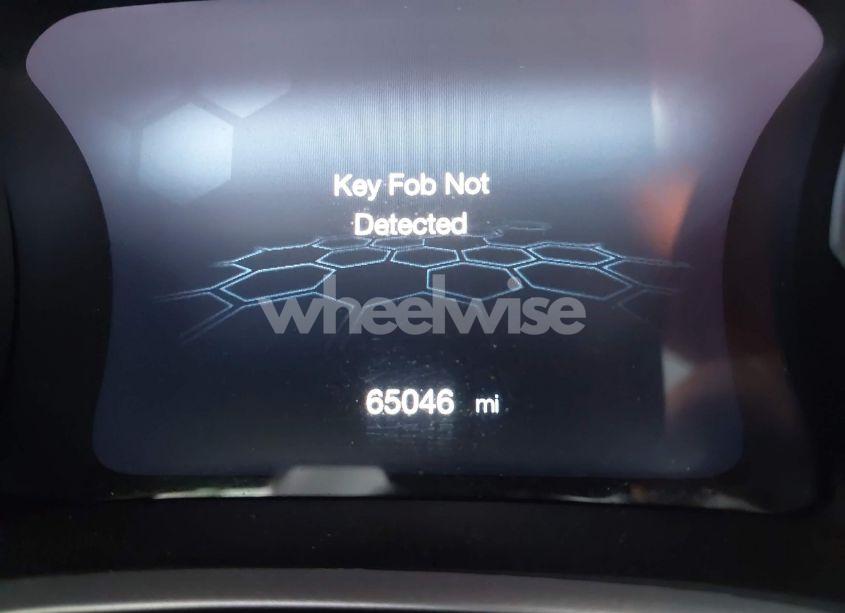 Key Fob Not
Detected
wheelwise
65046 mi